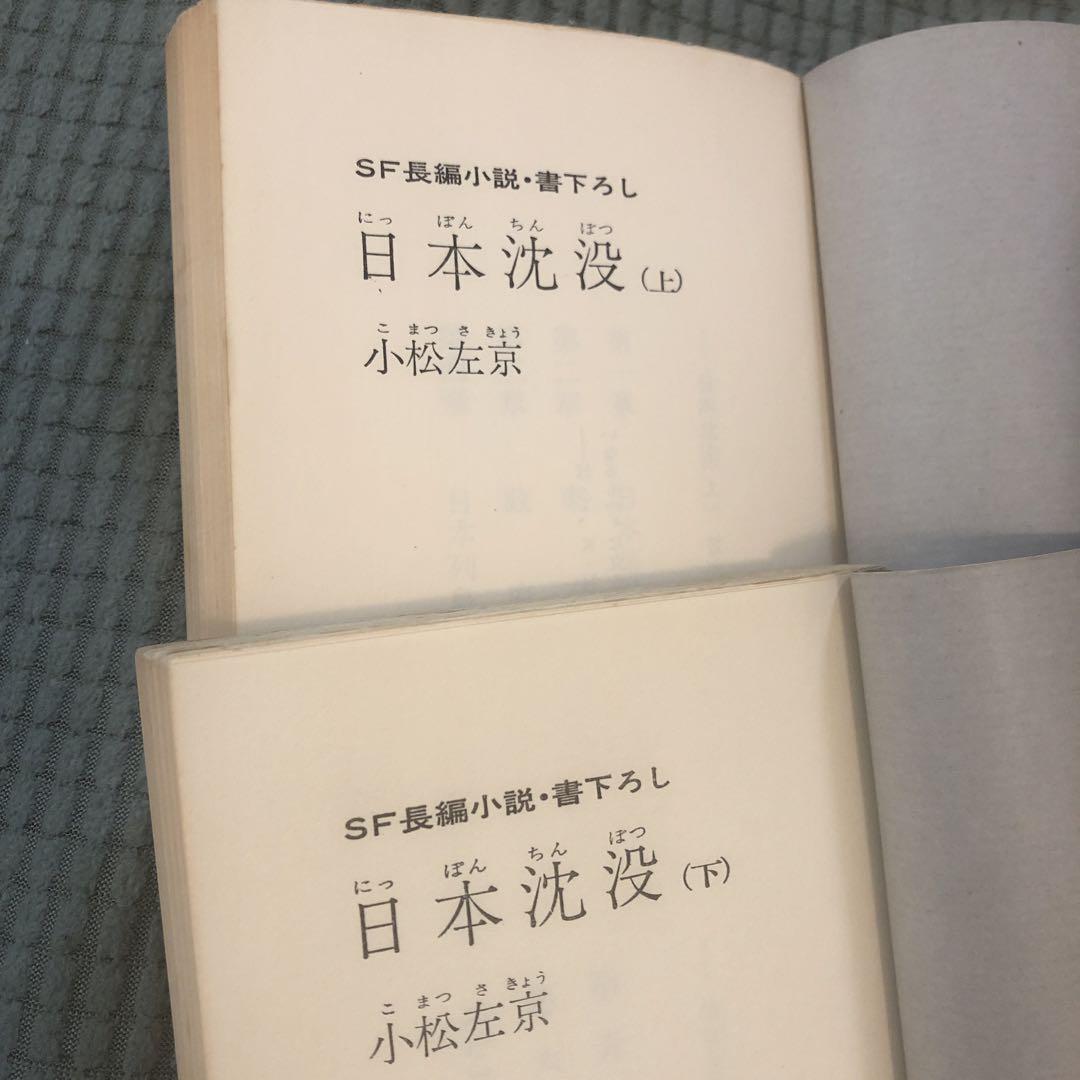 SF長編小説・書下ろし
にっ ぽん ちん ぼつ
日本沈没(上)
こ まつ さ きょう
小松左京
SF長編小説・書下ろし
にっ ぽん ちん ぼつ
日本沈没(下)
こ まつ さ きょう
小松左京